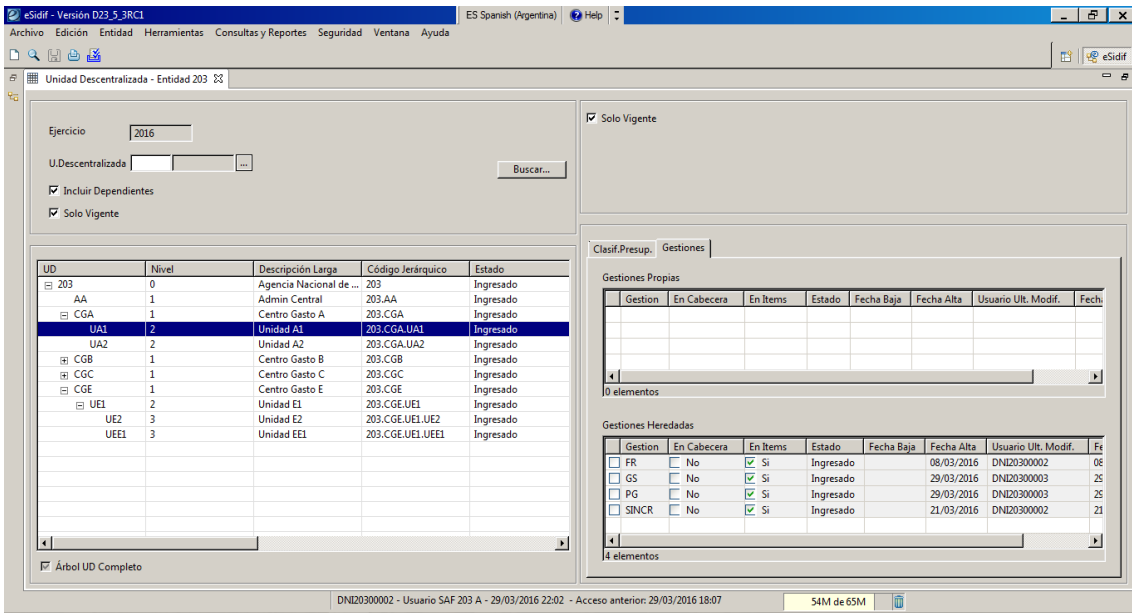 eSidif - Versión D23_5_3RC1
ES Spanish (Argentina) Help
Archivo Edición Entidad Herramientas Consultas y Reportes Seguridad Ventana Ayuda
eSidif
Unidad Descentralizada - Entidad 203
Ejercicio 2016
U.Descentralizada ...
Buscar...
Incluir Dependientes
Solo Vigente
Solo Vigente
UD Nivel Descripción Larga Código Jerárquico Estado
203 0 Agencia Nacional de ... 203 Ingresado
AA 1 Admin Central 203.AA Ingresado
CGA 1 Centro Gasto A 203.CGA Ingresado
UA1 2 Unidad A1 203.CGA.UA1 Ingresado
UA2 2 Unidad A2 203.CGA.UA2 Ingresado
CGB 1 Centro Gasto B 203.CGB Ingresado
CGC 1 Centro Gasto C 203.CGC Ingresado
CGE 1 Centro Gasto E 203.CGE Ingresado
UE1 2 Unidad E1 203.CGE.UE1 Ingresado
UE2 3 Unidad E2 203.CGE.UE1.UE2 Ingresado
UEE1 3 Unidad EE1 203.CGE.UE1.UEE1 Ingresado
Árbol UD Completo
Clasif.Presup. Gestiones
Gestiones Propias
Gestion En Cabecera En Items Estado Fecha Baja Fecha Alta Usuario Ult. Modif. Fech
0 elementos
Gestiones Heredadas
Gestion En Cabecera En Items Estado Fecha Baja Fecha Alta Usuario Ult. Modif. Fe
FR No Si Ingresado 08/03/2016 DNI20300002 08
GS No Si Ingresado 29/03/2016 DNI20300003 29
PG No Si Ingresado 29/03/2016 DNI20300003 29
SINCR No Si Ingresado 21/03/2016 DNI20300002 21
4 elementos
DNI20300002 - Usuario SAF 203 A - 29/03/2016 22:02 - Acceso anterior: 29/03/2016 18:07
54M de 65M